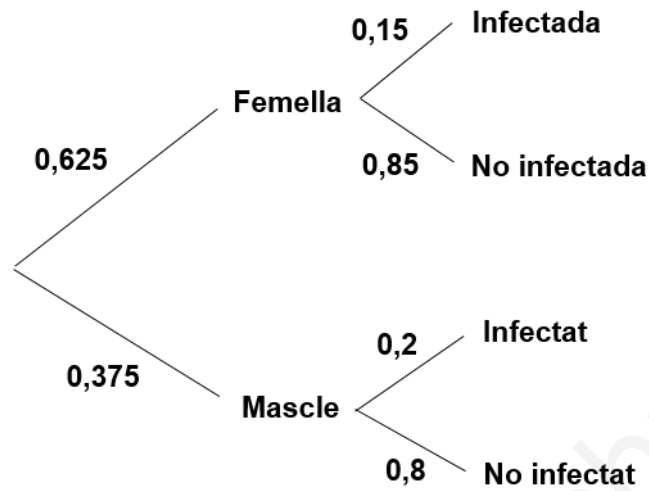 0,15 Infectada
Femella
0,625
0,85 No infectada
0,2 Infectat
0,375
Mascle
0,8 No infectat